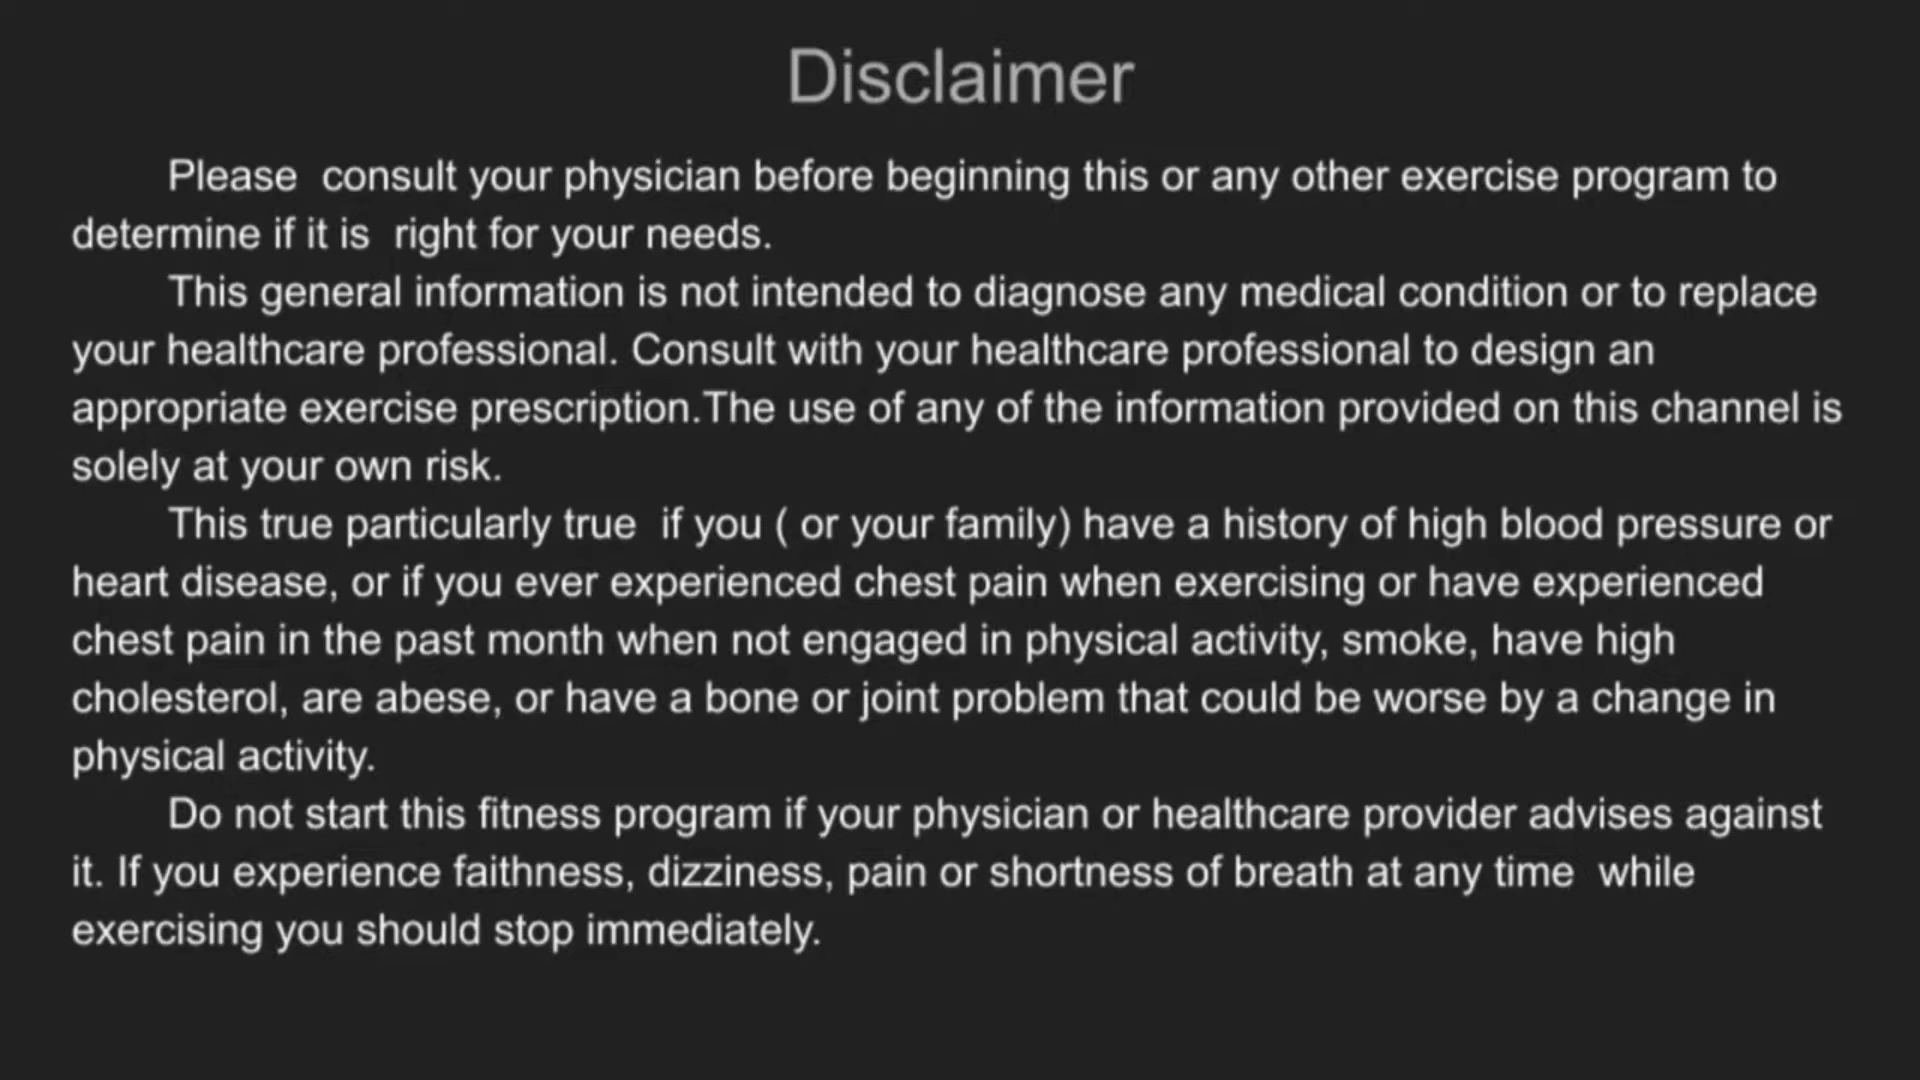 Disclaimer
Please  consult your physician before beginning this or any other exercise program to
determine if it is  right for your needs.
This general information is not intended to diagnose any medical condition or to replace
your healthcare professional. Consult with your healthcare professional to design an
appropriate exercise prescription.The use of any of the information provided on this channel is
solely at your own risk.
This true particularly true  if you ( or your family) have a history of high blood pressure or
heart disease, or if you ever experienced chest pain when exercising or have experienced
chest pain in the past month when not engaged in physical activity, smoke, have high
cholesterol, are abese, or have a bone or joint problem that could be worse by a change in
physical activity.
Do not start this fitness program if your physician or healthcare provider advises against
it. If you experience faithness, dizziness, pain or shortness of breath at any time  while
exercising you should stop immediately.